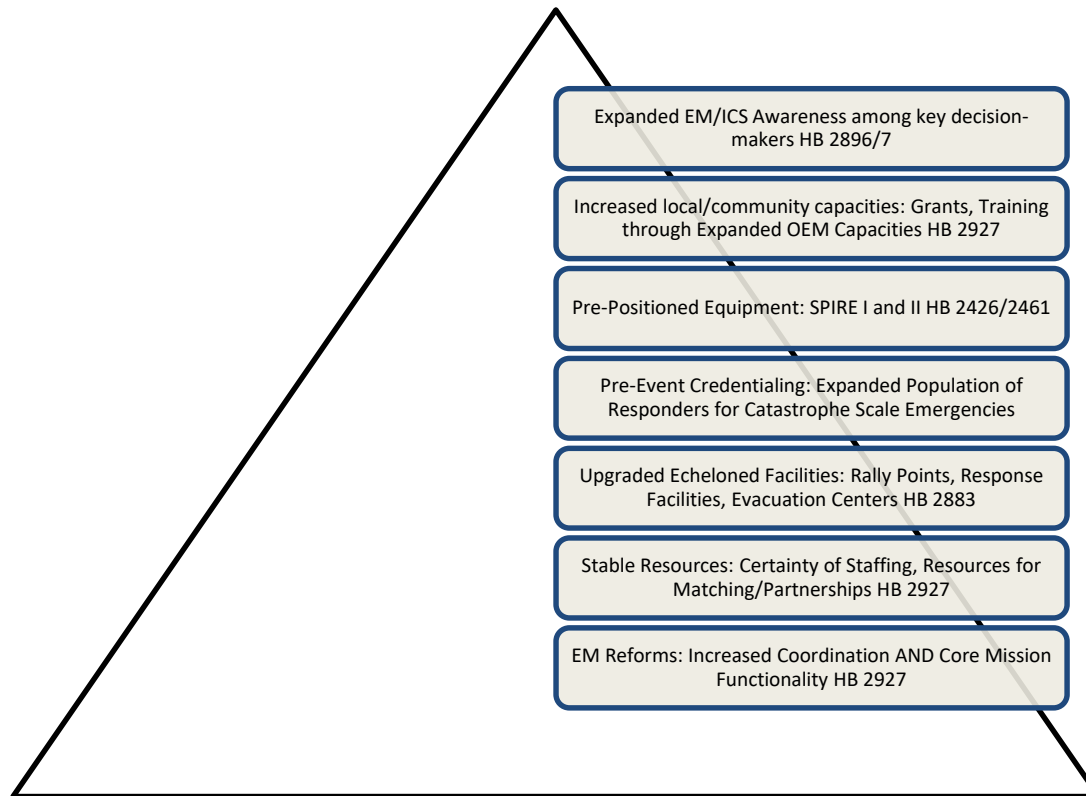 Expanded EM/ICS Awareness among key decision-
makers HB 2896/7
Increased local/community capacities: Grants, Training
through Expanded OEM Capacities HB 2927
Pre-Positioned Equipment: SPIRE I and II HB 2426/2461
Pre-Event Credentialing: Expanded Population of
Responders for Catastrophe Scale Emergencies
Upgraded Echeloned Facilities: Rally Points, Response
Facilities, Evacuation Centers HB 2883
Stable Resources: Certainty of Staffing, Resources for
Matching/Partnerships HB 2927
EM Reforms: Increased Coordination AND Core Mission
Functionality HB 2927